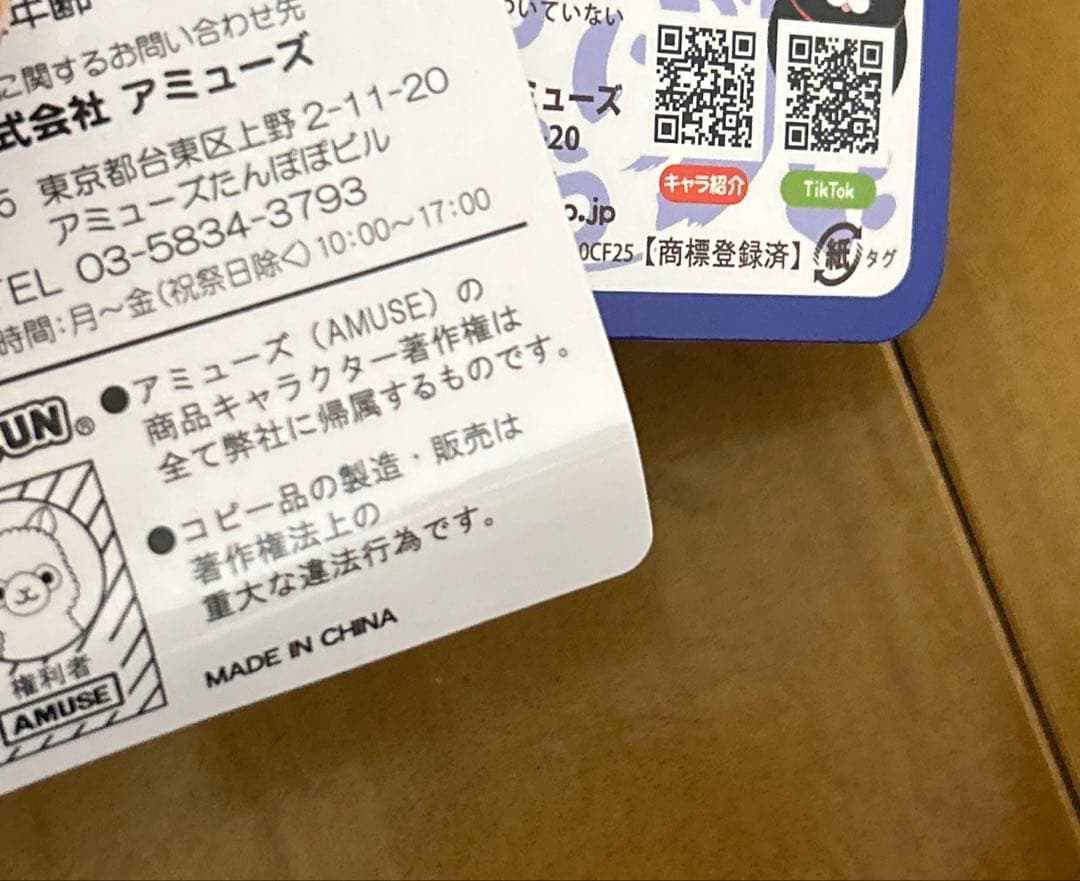 年齢
に関するお問い合わせ先
式会社 アミューズ
5 東京都台東区上野2-11-20
アミューズたんぽぽビル
TEL 03-5834-3793
時間:月〜金(祝祭日除く)10:00〜17:00
UN®
●アミューズ(AMUSE)の
商品キャラクター著作権は
全て弊社に帰属するものです。
●コピー品の製造・販売は
著作権法上の
重大な違法行為です。
権利者
AMUSE
MADE IN CHINA
ついていない
ミューズ
20
キャラ紹介
TikTok
o.jp
0CF25【商標登録済】
紙 タグ